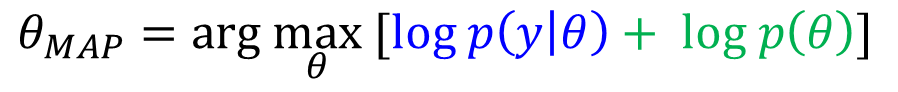 θ_MAP = arg max_θ [log p(y|θ) + log p(θ)]